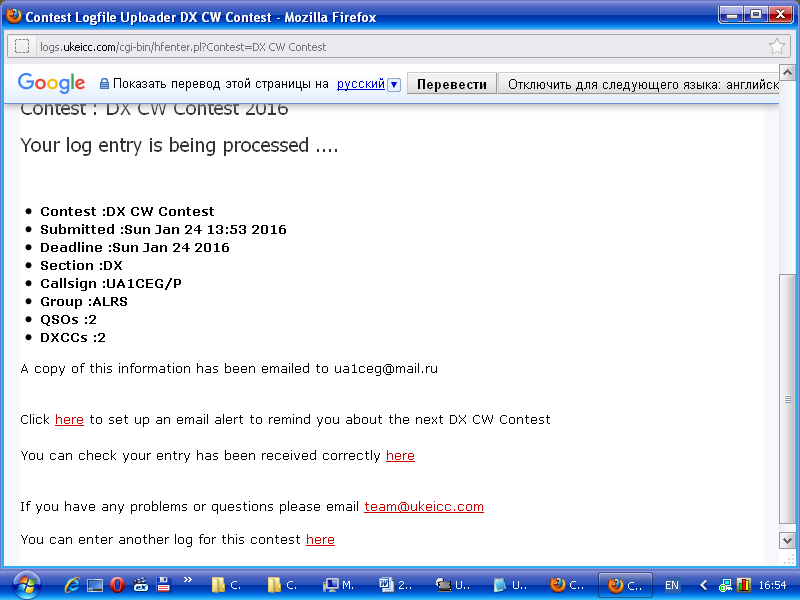 Contest Logfile Uploader DX CW Contest - Mozilla Firefox
logs.ukeicc.com/cgi-bin/hfenter.pl?Contest=DX CW Contest
Google Показать перевод этой страницы на русский Перевести Отключить для следующего языка: английск
Contest : DX CW Contest 2016
Your log entry is being processed ....
Contest :DX CW Contest
Submitted :Sun Jan 24 13:53 2016
Deadline :Sun Jan 24 2016
Section :DX
Callsign :UA1CEG/P
Group :ALRS
QSOs :2
DXCCs :2
A copy of this information has been emailed to ua1ceg@mail.ru
Click here to set up an email alert to remind you about the next DX CW Contest
You can check your entry has been received correctly here
If you have any problems or questions please email team@ukeicc.com
You can enter another log for this contest here
» C. C. M. 2.. U.. U.. C.. C.. EN 16:54